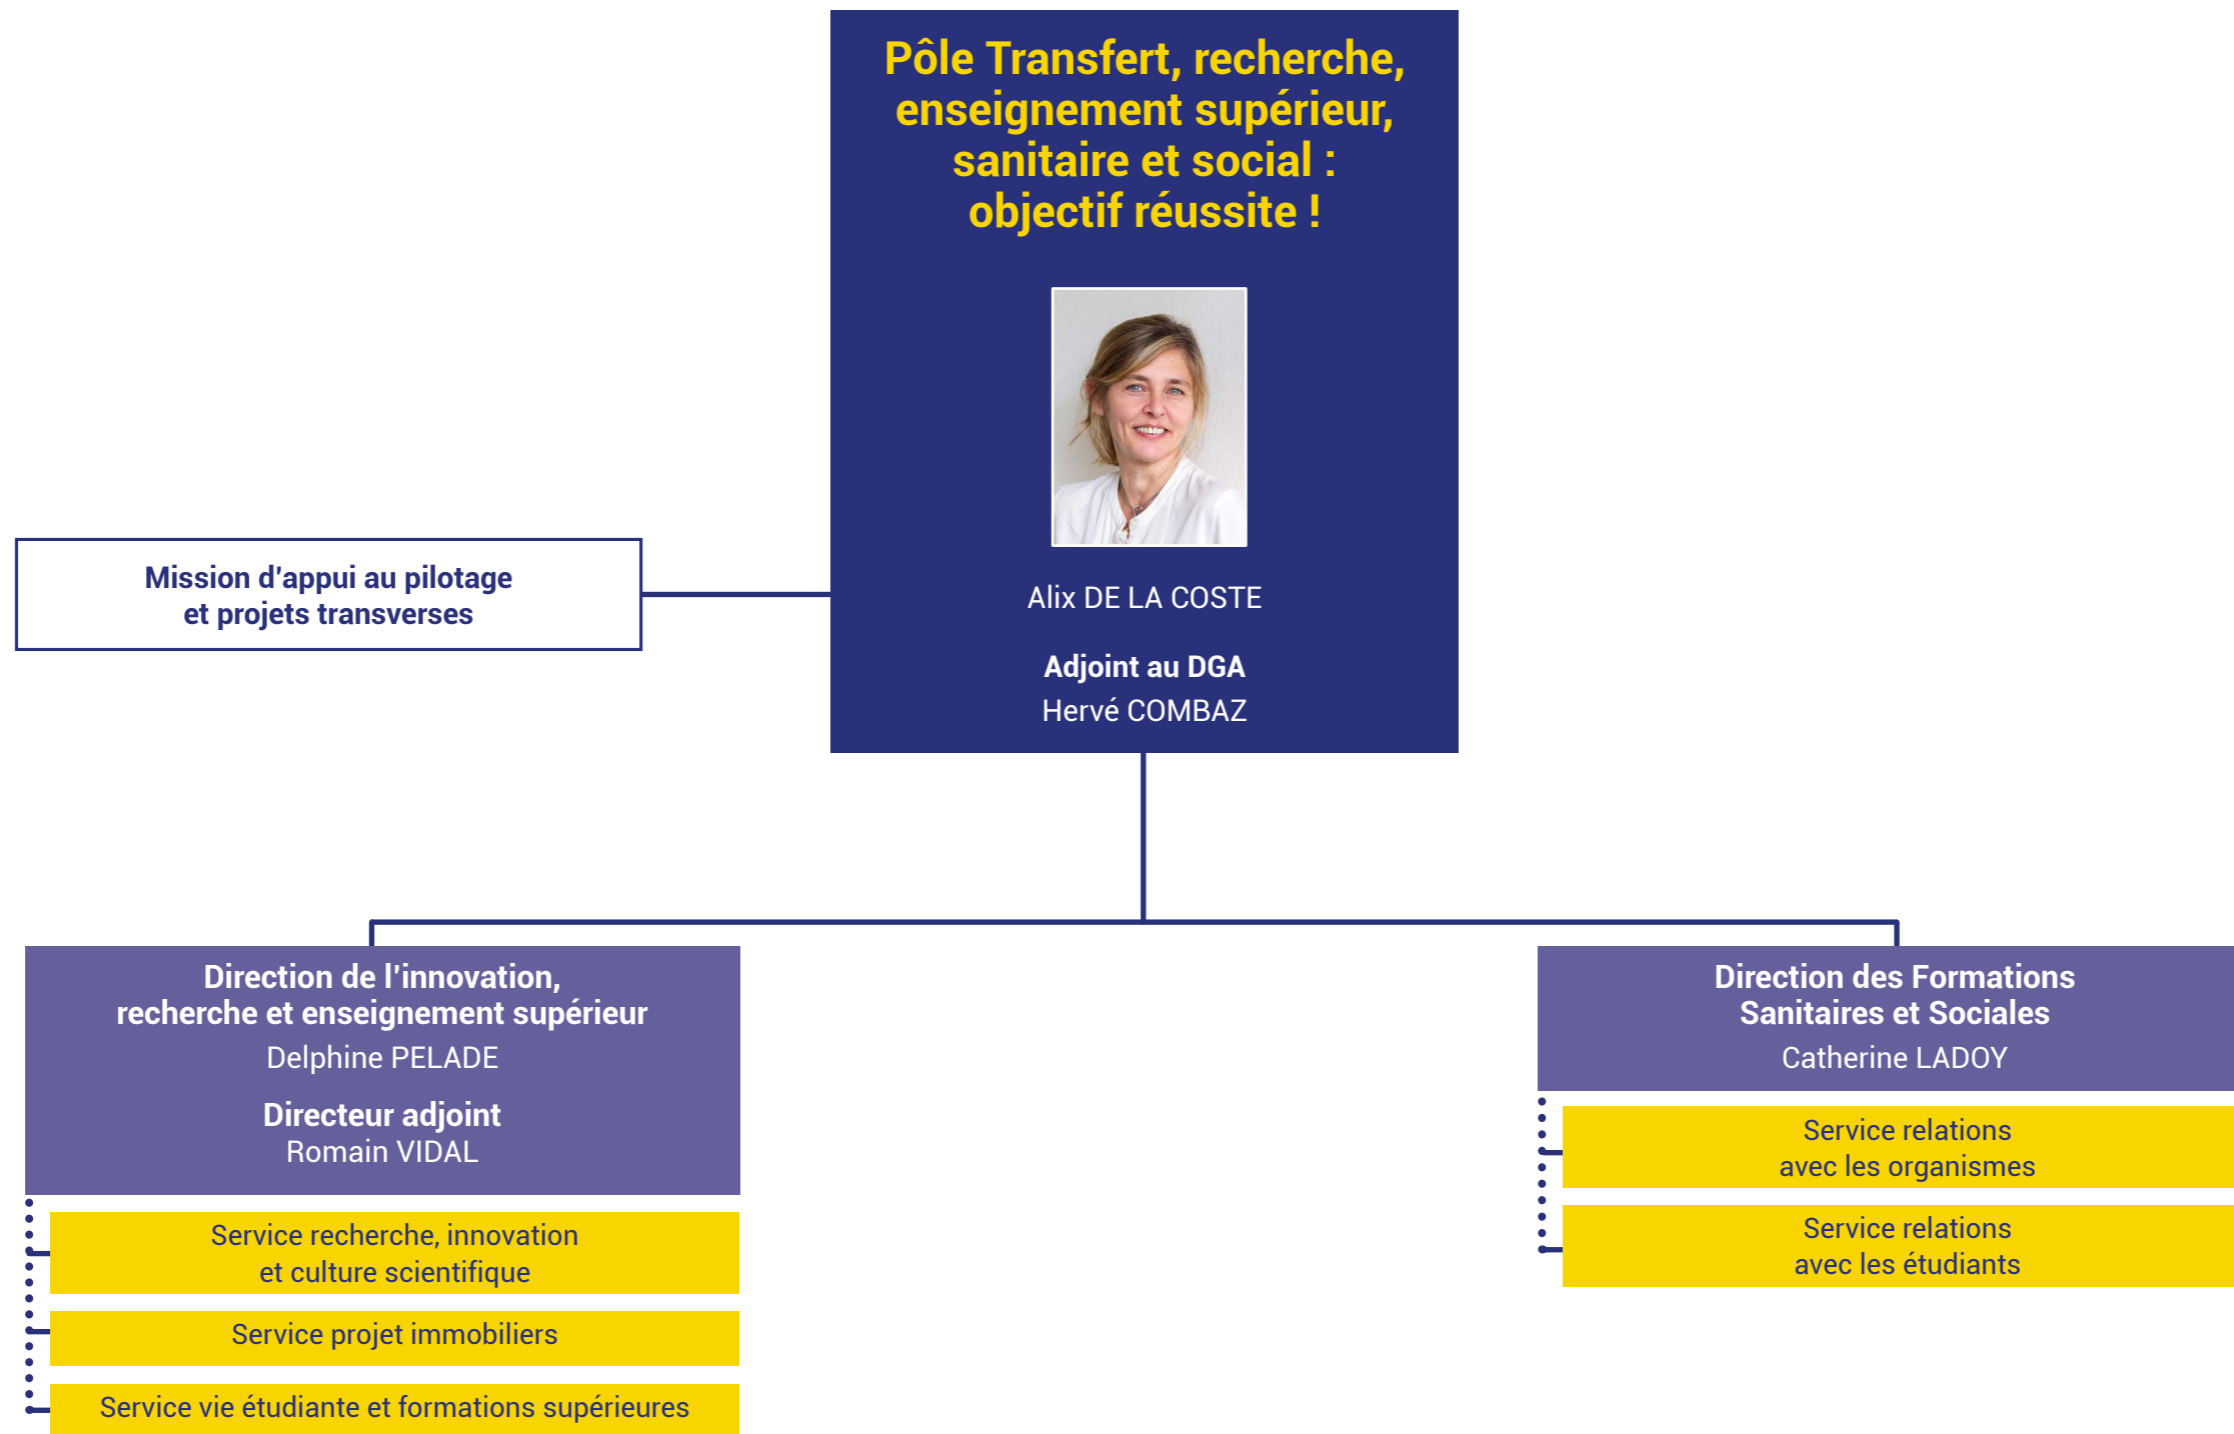 Pôle Transfert, recherche,
enseignement supérieur,
sanitaire et social :
objectif réussite !
Alix DE LA COSTE
Adjoint au DGA
Hervé COMBAZ
Mission d'appui au pilotage
et projets transverses
Direction de l'innovation,
recherche et enseignement supérieur
Delphine PELADE
Directeur adjoint
Romain VIDAL
Service recherche, innovation
et culture scientifique
Service projet immobiliers
Service vie étudiante et formations supérieures
Direction des Formations
Sanitaires et Sociales
Catherine LADOY
Service relations
avec les organismes
Service relations
avec les étudiants